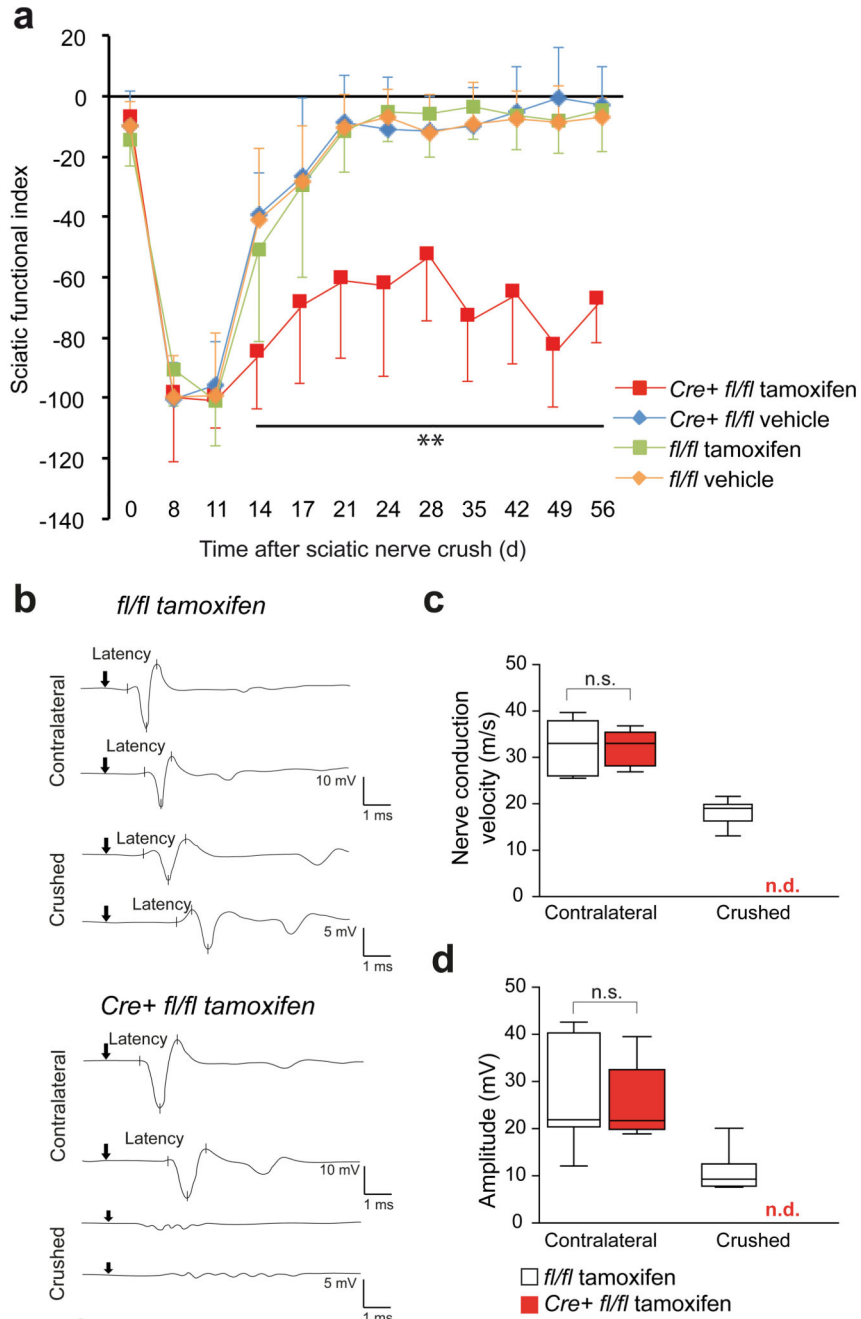 a
20
0
-20
-40
-60
-80
-100
-120
-140
Sciatic functional index
**
0 8 11 14 17 21 24 28 35 42 49 56
Time after sciatic nerve crush (d)
Cre+ fl/fl tamoxifen
Cre+ fl/fl vehicle
fl/fl tamoxifen
fl/fl vehicle
b
fl/fl tamoxifen
Contralateral
Latency
Latency
10 mV
1 ms
Crushed
Latency
Latency
5 mV
1 ms
Cre+ fl/fl tamoxifen
Contralateral
Latency
Latency
10 mV
1 ms
Crushed
5 mV
1 ms
c
Nerve conduction
velocity (m/s)
50
40
30
20
10
0
n.s.
n.d.
Contralateral Crushed
d
Amplitude (mV)
50
40
30
20
10
0
n.s.
n.d.
Contralateral Crushed
fl/fl tamoxifen
Cre+ fl/fl tamoxifen